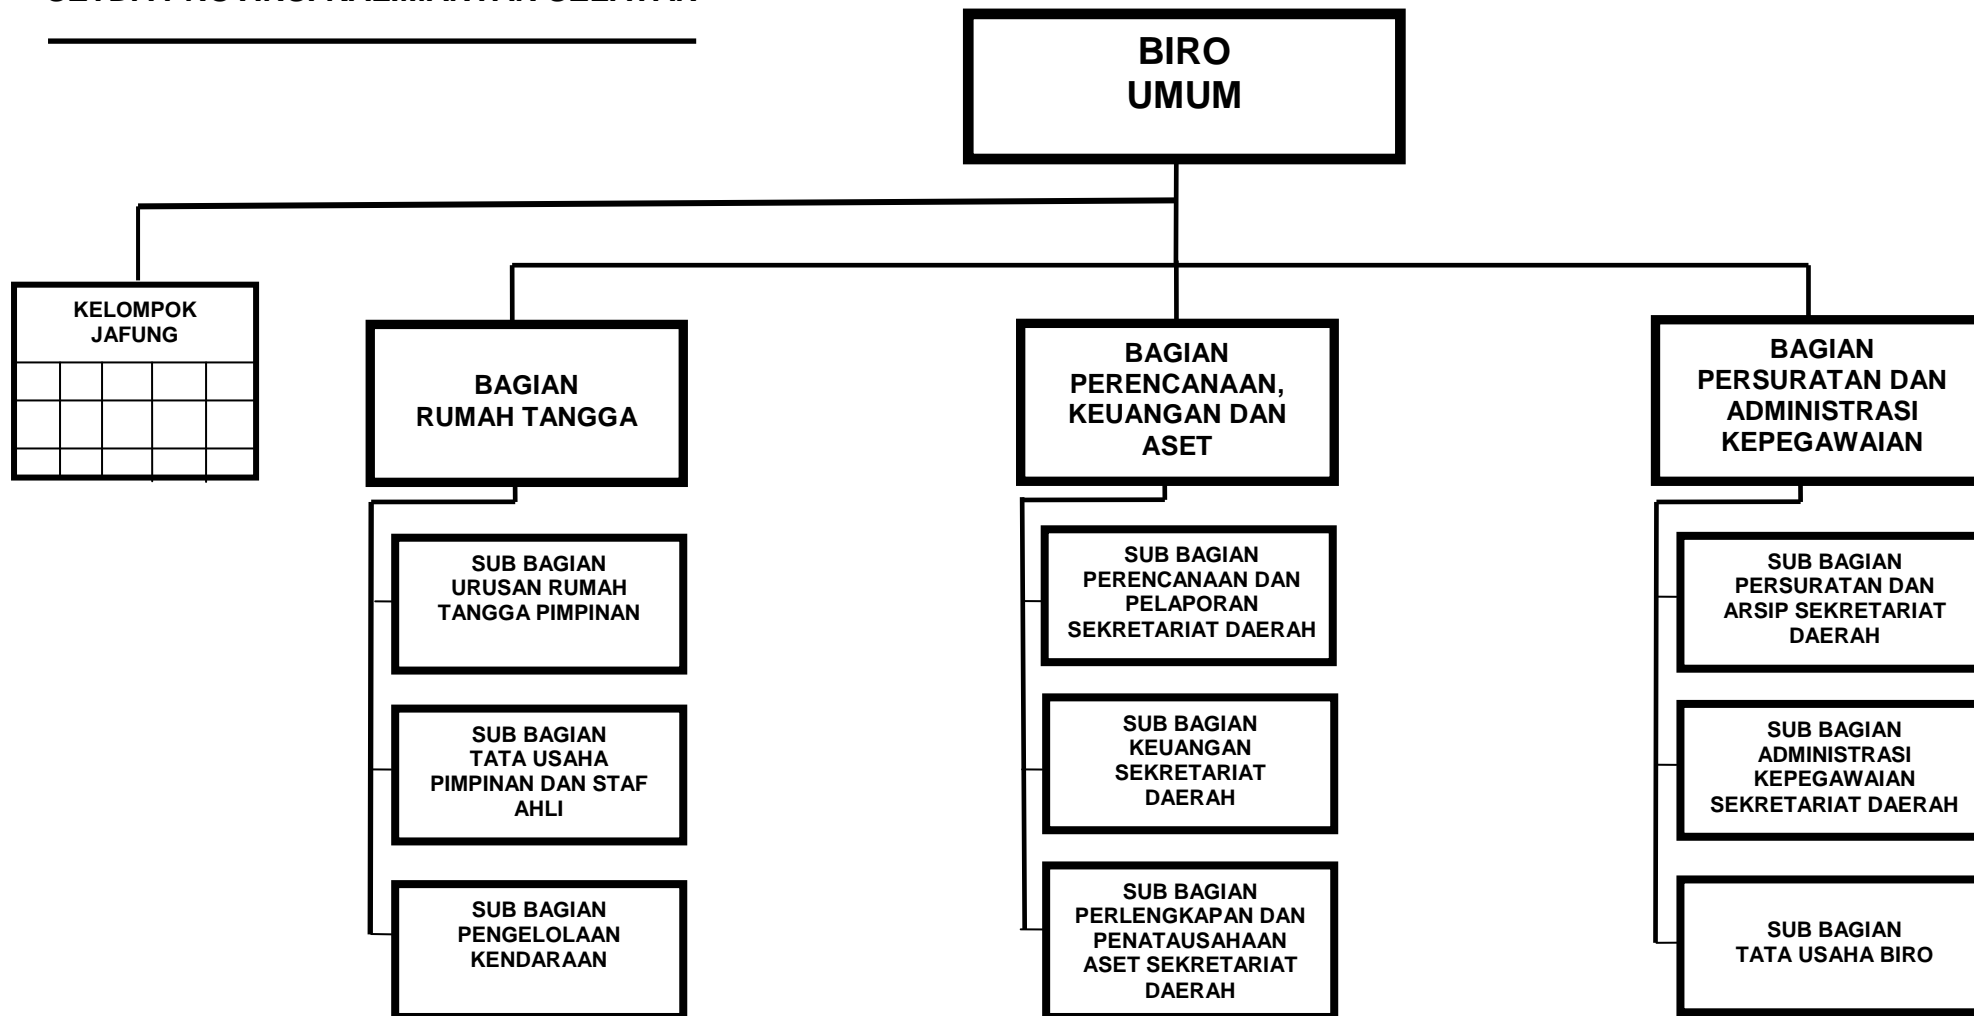 BIRO
UMUM
KELOMPOK
JAFUNG
BAGIAN
RUMAH TANGGA
BAGIAN
PERENCANAAN,
KEUANGAN DAN
ASET
BAGIAN
PERSURATAN DAN
ADMINISTRASI
KEPEGAWAIAN
SUB BAGIAN
URUSAN RUMAH
TANGGA PIMPINAN
SUB BAGIAN
TATA USAHA
PIMPINAN DAN STAF
AHLI
SUB BAGIAN
PENGELOLAAN
KENDARAAN
SUB BAGIAN
PERENCANAAN DAN
PELAPORAN
SEKRETARIAT DAERAH
SUB BAGIAN
KEUANGAN
SEKRETARIAT
DAERAH
SUB BAGIAN
PERLENGKAPAN DAN
PENATAUSAHAAN
ASET SEKRETARIAT
DAERAH
SUB BAGIAN
PERSURATAN DAN
ARSIP SEKRETARIAT
DAERAH
SUB BAGIAN
ADMINISTRASI
KEPEGAWAIAN
SEKRETARIAT DAERAH
SUB BAGIAN
TATA USAHA BIRO